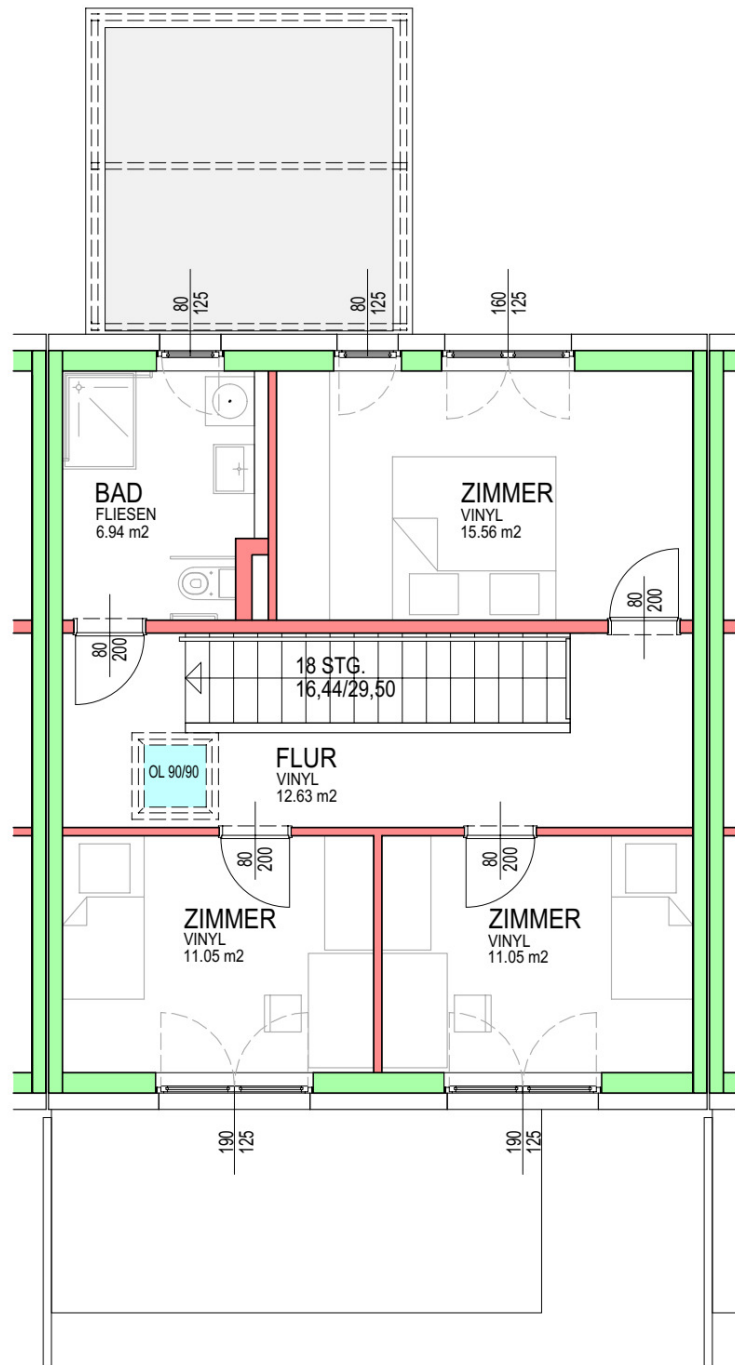 80
125
80
125
160
125
BAD
FLIESEN
6.94 m2
ZIMMER
VINYL
15.56 m2
80
200
80
200
18 STG.
16,44/29,50
OL 90/90
FLUR
VINYL
12.63 m2
80
200
80
200
ZIMMER
VINYL
11.05 m2
ZIMMER
VINYL
11.05 m2
190
125
190
125